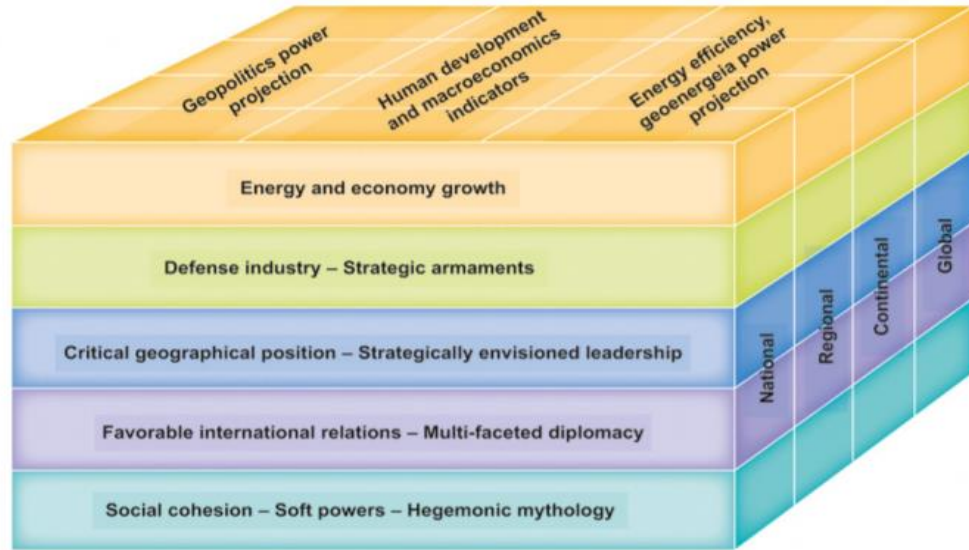 Geopolitics power
projection
Human development
and macroeconomics
indicators
Energy efficiency,
geoenergeia power
projection
Energy and economy growth
Defense industry – Strategic armaments
Critical geographical position – Strategically envisioned leadership
Favorable international relations – Multi-faceted diplomacy
Social cohesion – Soft powers – Hegemonic mythology
National
Regional
Continental
Global